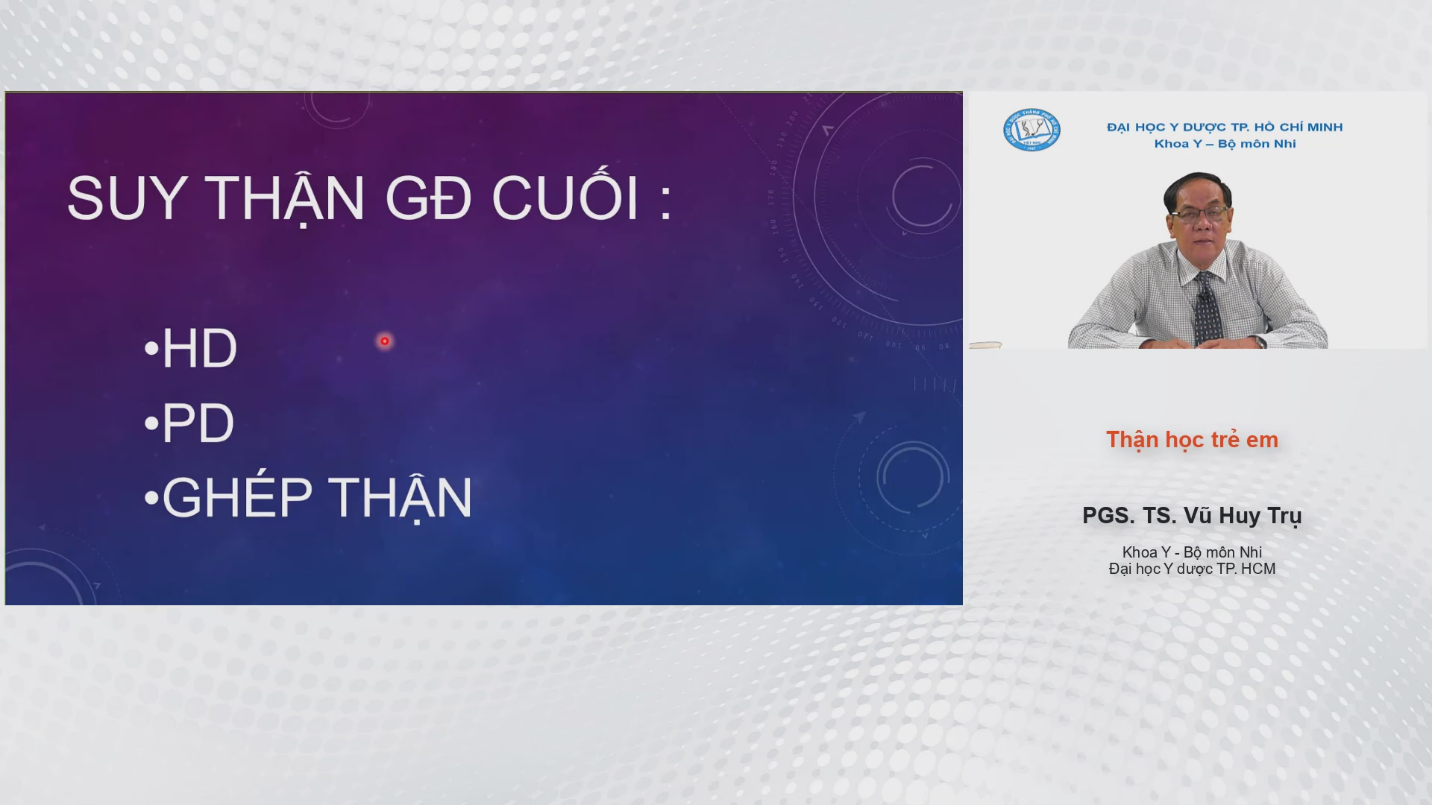 SUY THẬN GĐ CUỐI :
•HD
•PD
•GHÉP THẬN
ĐẠI HỌC Y DƯỢC TP. HỒ CHÍ MINH
Khoa Y – Bộ môn Nhi
Thận học trẻ em
PGS. TS. Vũ Huy Trụ
Khoa Y - Bộ môn Nhi
Đại học Y dược TP. HCM